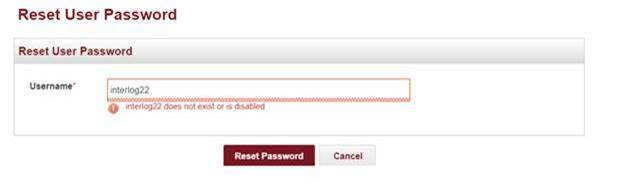 Reset User Password
Reset User Password
Username*
interlog22
interlog22 does not exist or is disabled
Reset Password Cancel